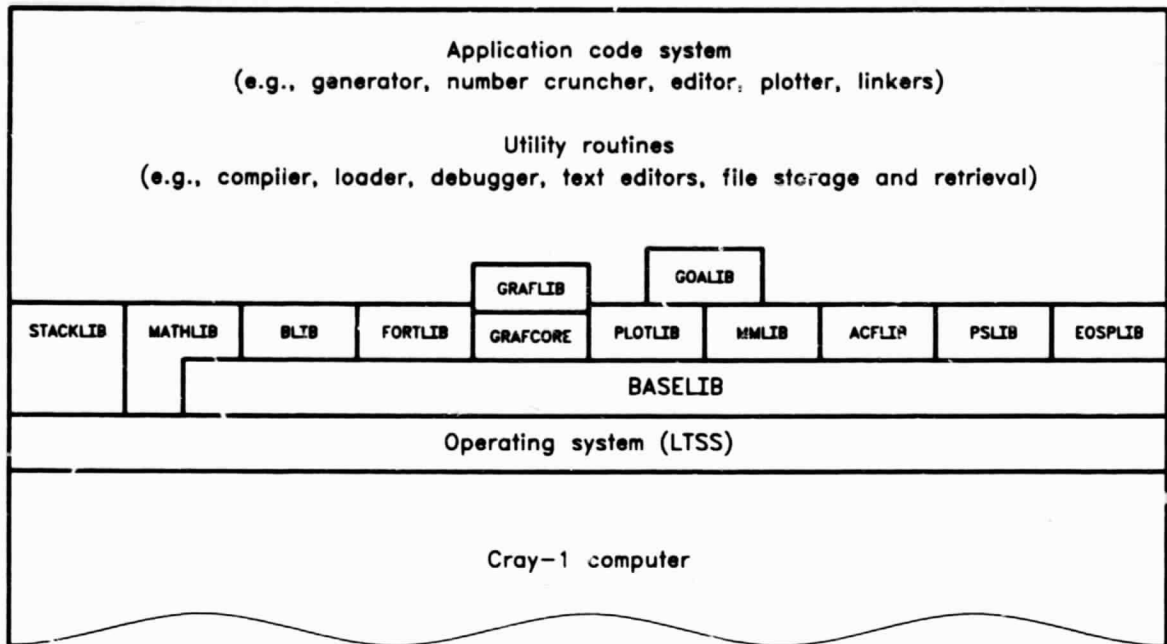 Application code system
(e.g., ganerator, number cruncher, editor, plotter, linkers)
Utility routines
(e.g., compiler, loader, debugger, text editors, file storage and retrieval)
GRAFLIB
GOALIB
STACKLIB
MATHLIB
BLIB
FORTLIB
GRAFCORE
PLOTLIB
MMLIB
ACFLIB
PSLIB
EOSPLIB
BASELIB
Operating system (LTSS)
Cray-1 computer